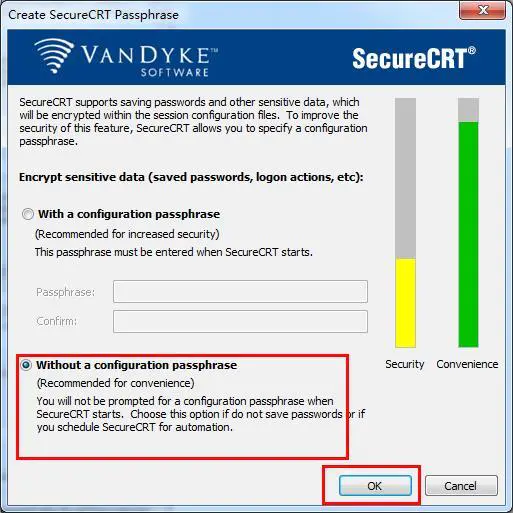 Create SecureCRT Passphrase
VANDYKE™
SOFTWARE
SecureCRT®
SecureCRT supports saving passwords and other sensitive data, which
will be encrypted within the session configuration files. To improve the
security of this feature, SecureCRT allows you to specify a configuration
passphrase.
Encrypt sensitive data (saved passwords, logon actions, etc):
With a configuration passphrase
(Recommended for increased security)
This passphrase must be entered when SecureCRT starts.
Passphrase:
Confirm:
Without a configuration passphrase
(Recommended for convenience)
You will not be prompted for a configuration passphrase when
SecureCRT starts. Choose this option if do not save passwords or if
you schedule SecureCRT for automation.
Security
Convenience
OK
Cancel